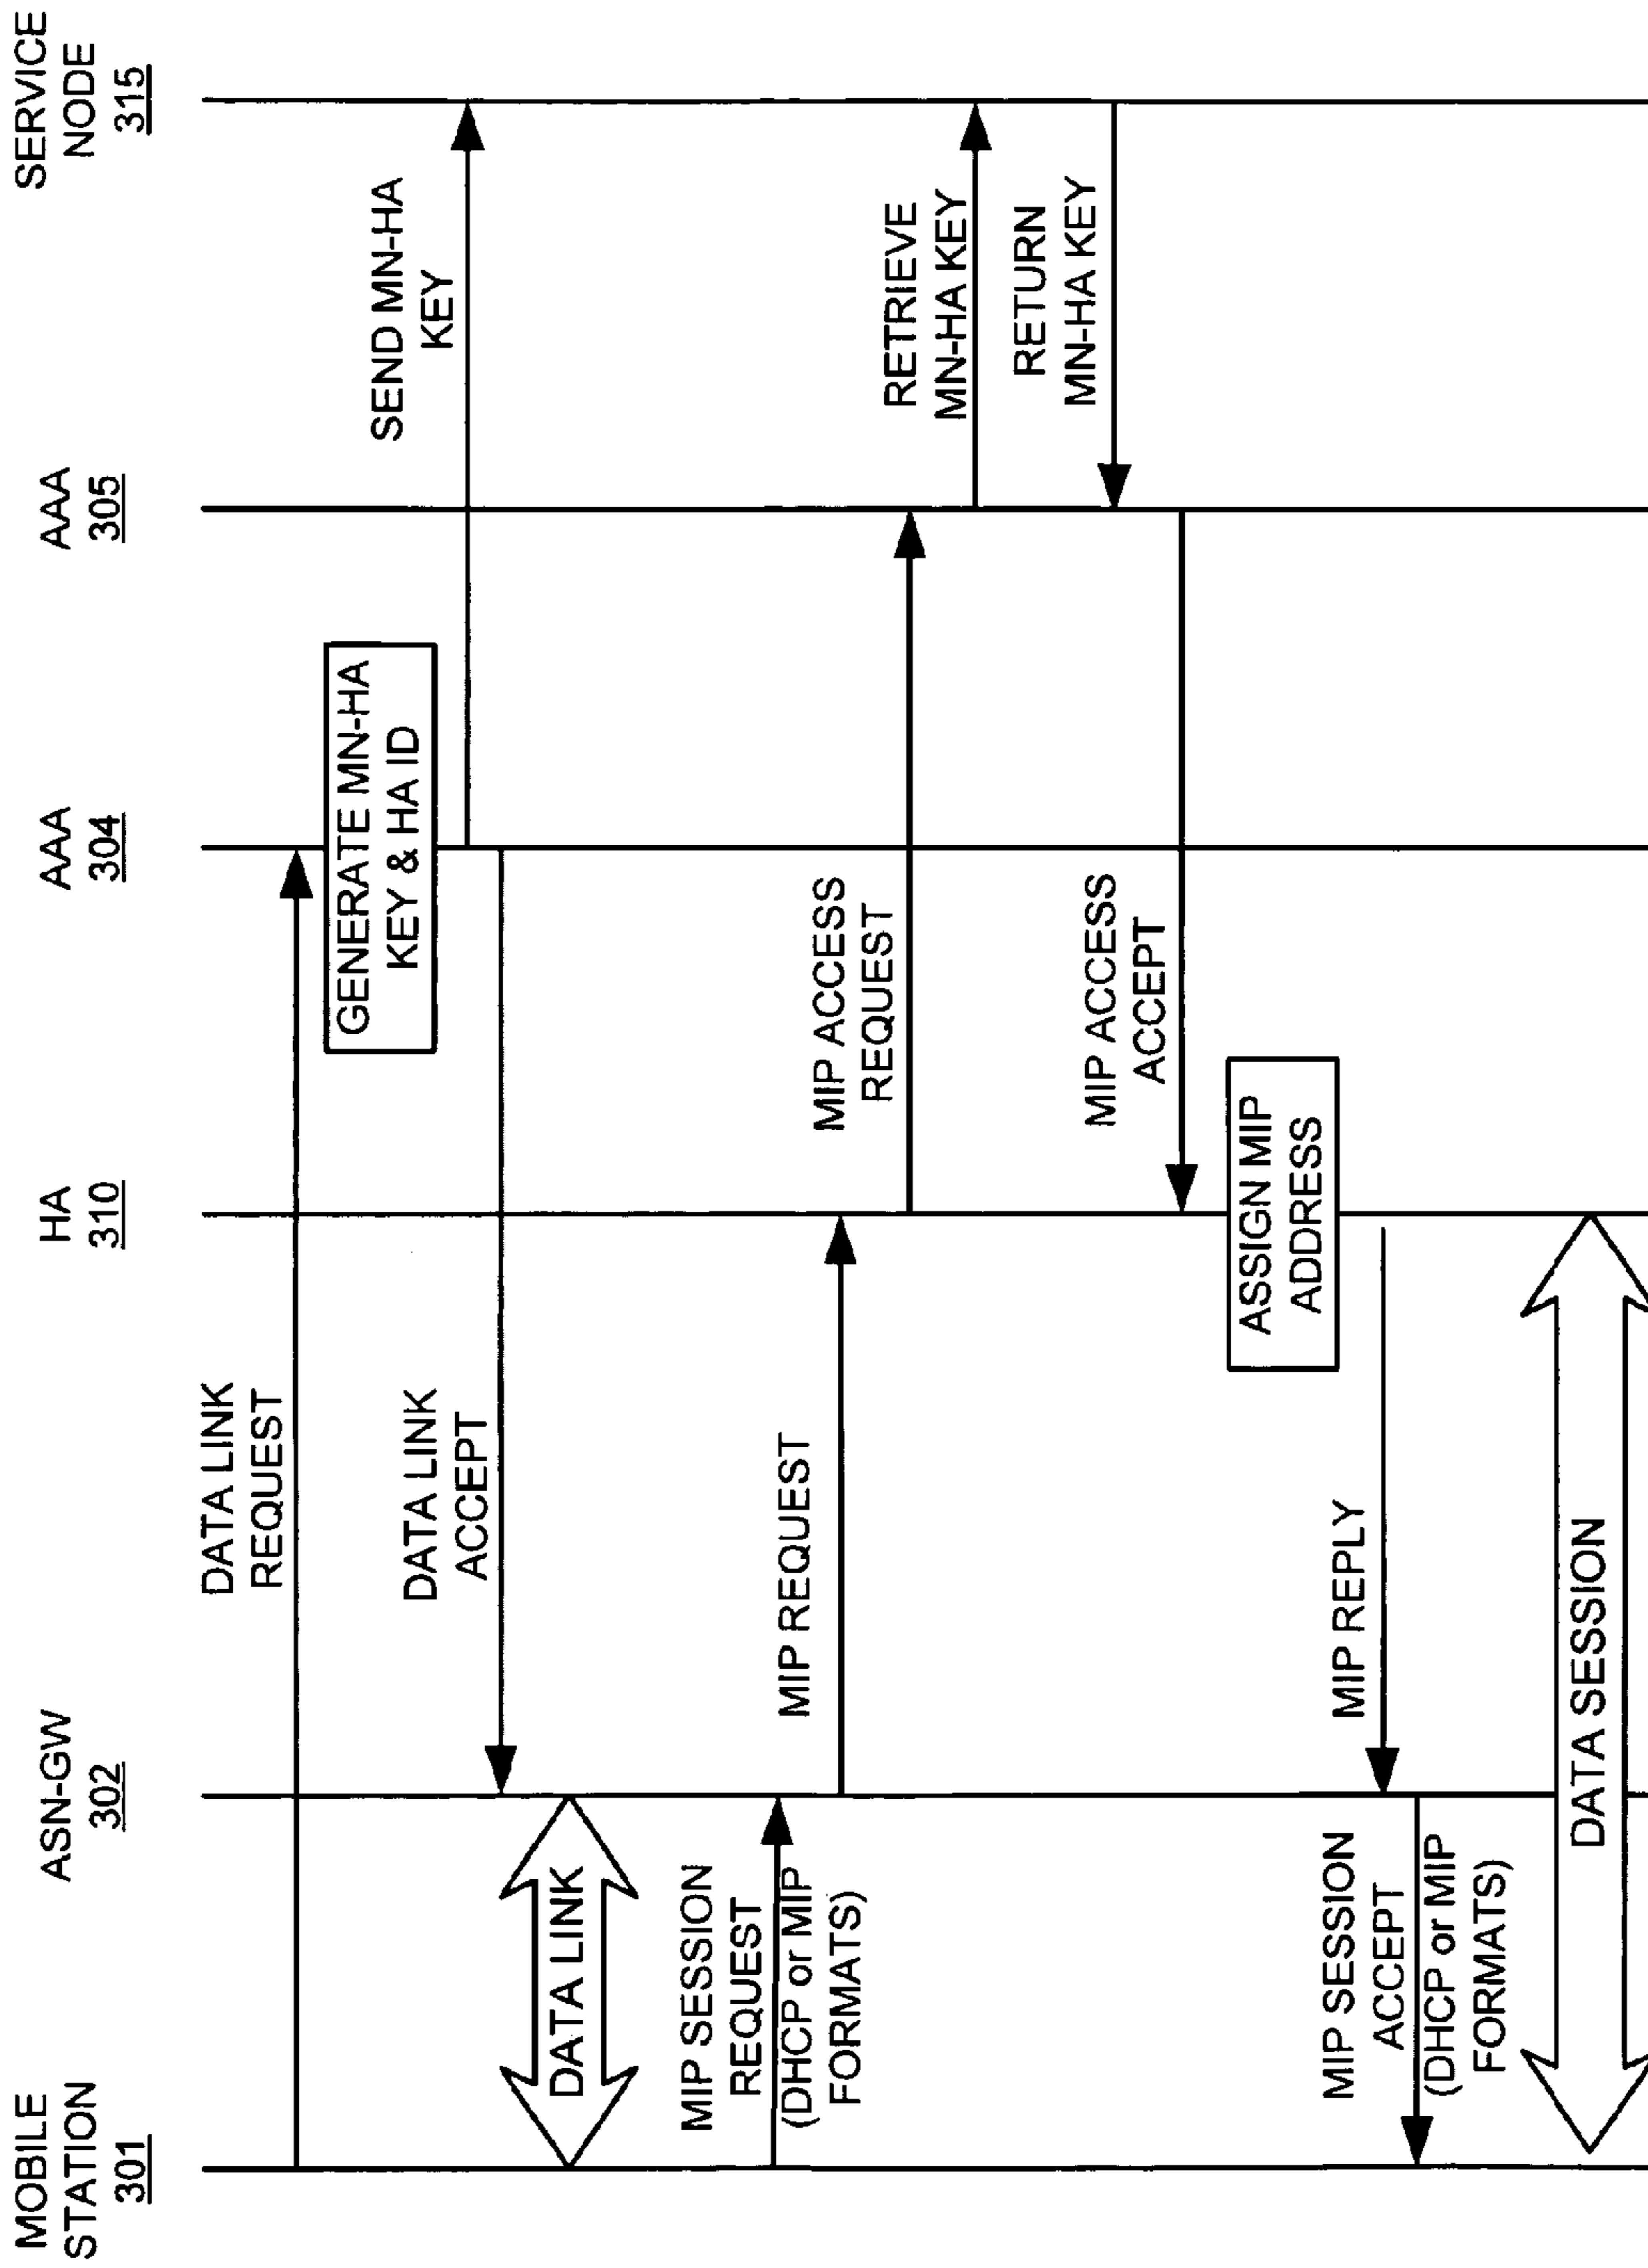 MOBILE
STATION
301
ASN-GW
302
HA
310
AAA
304
AAA
305
SERVICE
NODE
315
DATA LINK
REQUEST
GENERATE MN-HA
KEY & HA ID
SEND MN-HA
KEY
DATA LINK
ACCEPT
DATA LINK
MIP SESSION
REQUEST
(DHCP or MIP
FORMATS)
MIP REQUEST
MIP ACCESS
REQUEST
RETRIEVE
MN-HA KEY
RETURN
MN-HA KEY
MIP ACCESS
ACCEPT
ASSIGN MIP
ADDRESS
MIP REPLY
MIP SESSION
ACCEPT
(DHCP or MIP
FORMATS)
DATA SESSION